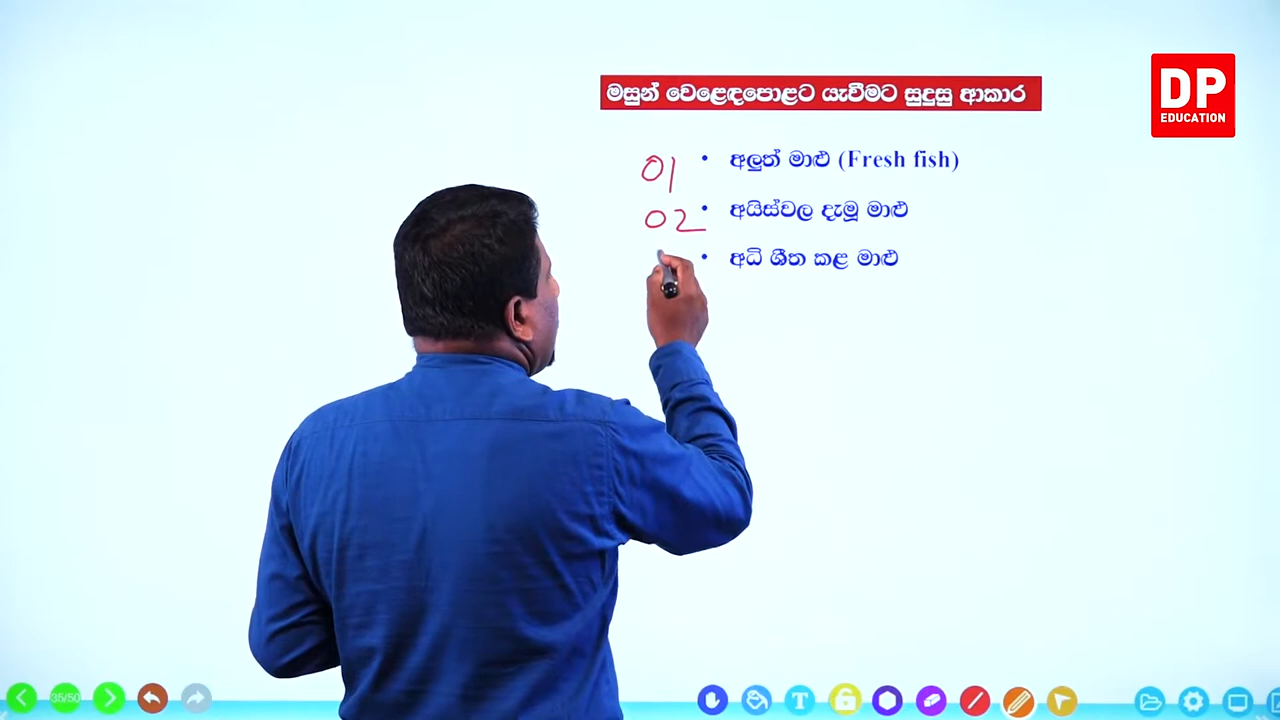 මසුන් වෙළෙඳපොළට යැවීමට සුදුසු ආකාර
DP
EDUCATION
01 • අලුත් මාළු (Fresh fish)
02 • අයිස්වල දැමූ මාළු
• අධි ශීත කළ මාළු
35/50
T